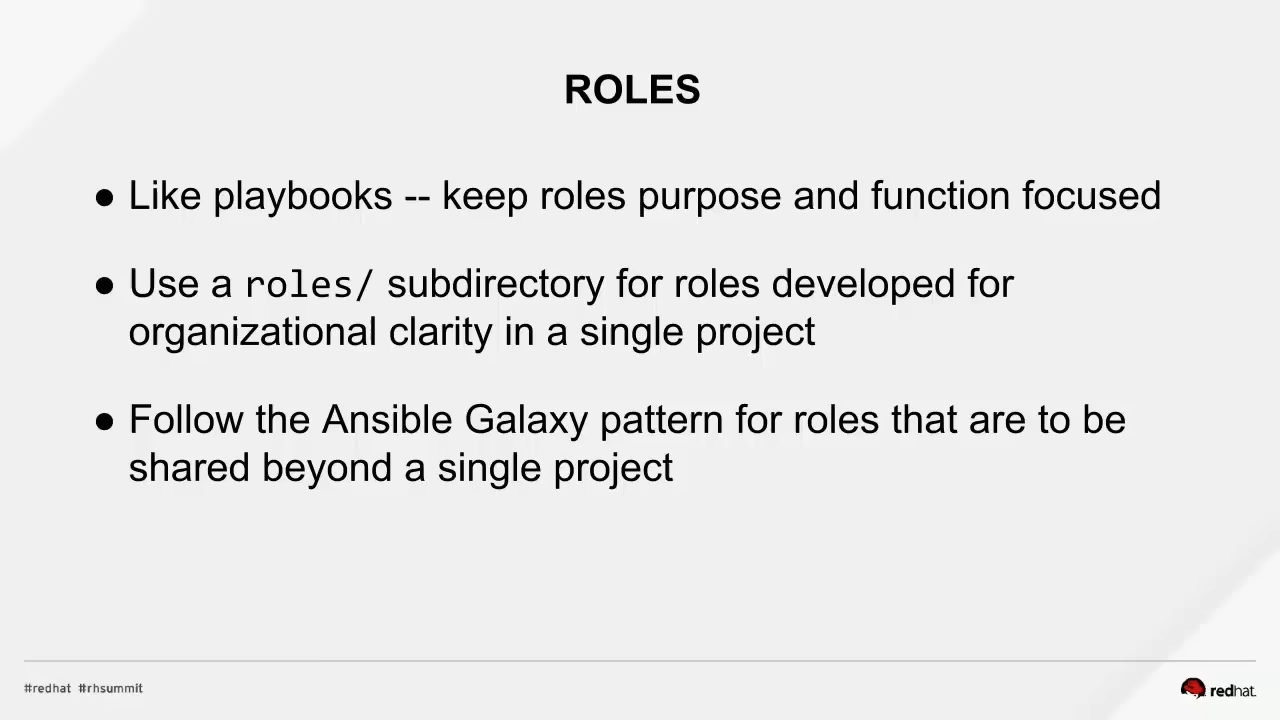 ROLES
● Like playbooks -- keep roles purpose and function focused
● Use a roles/ subdirectory for roles developed for
organizational clarity in a single project
● Follow the Ansible Galaxy pattern for roles that are to be
shared beyond a single project
#redhat #rhsummit
redhat.